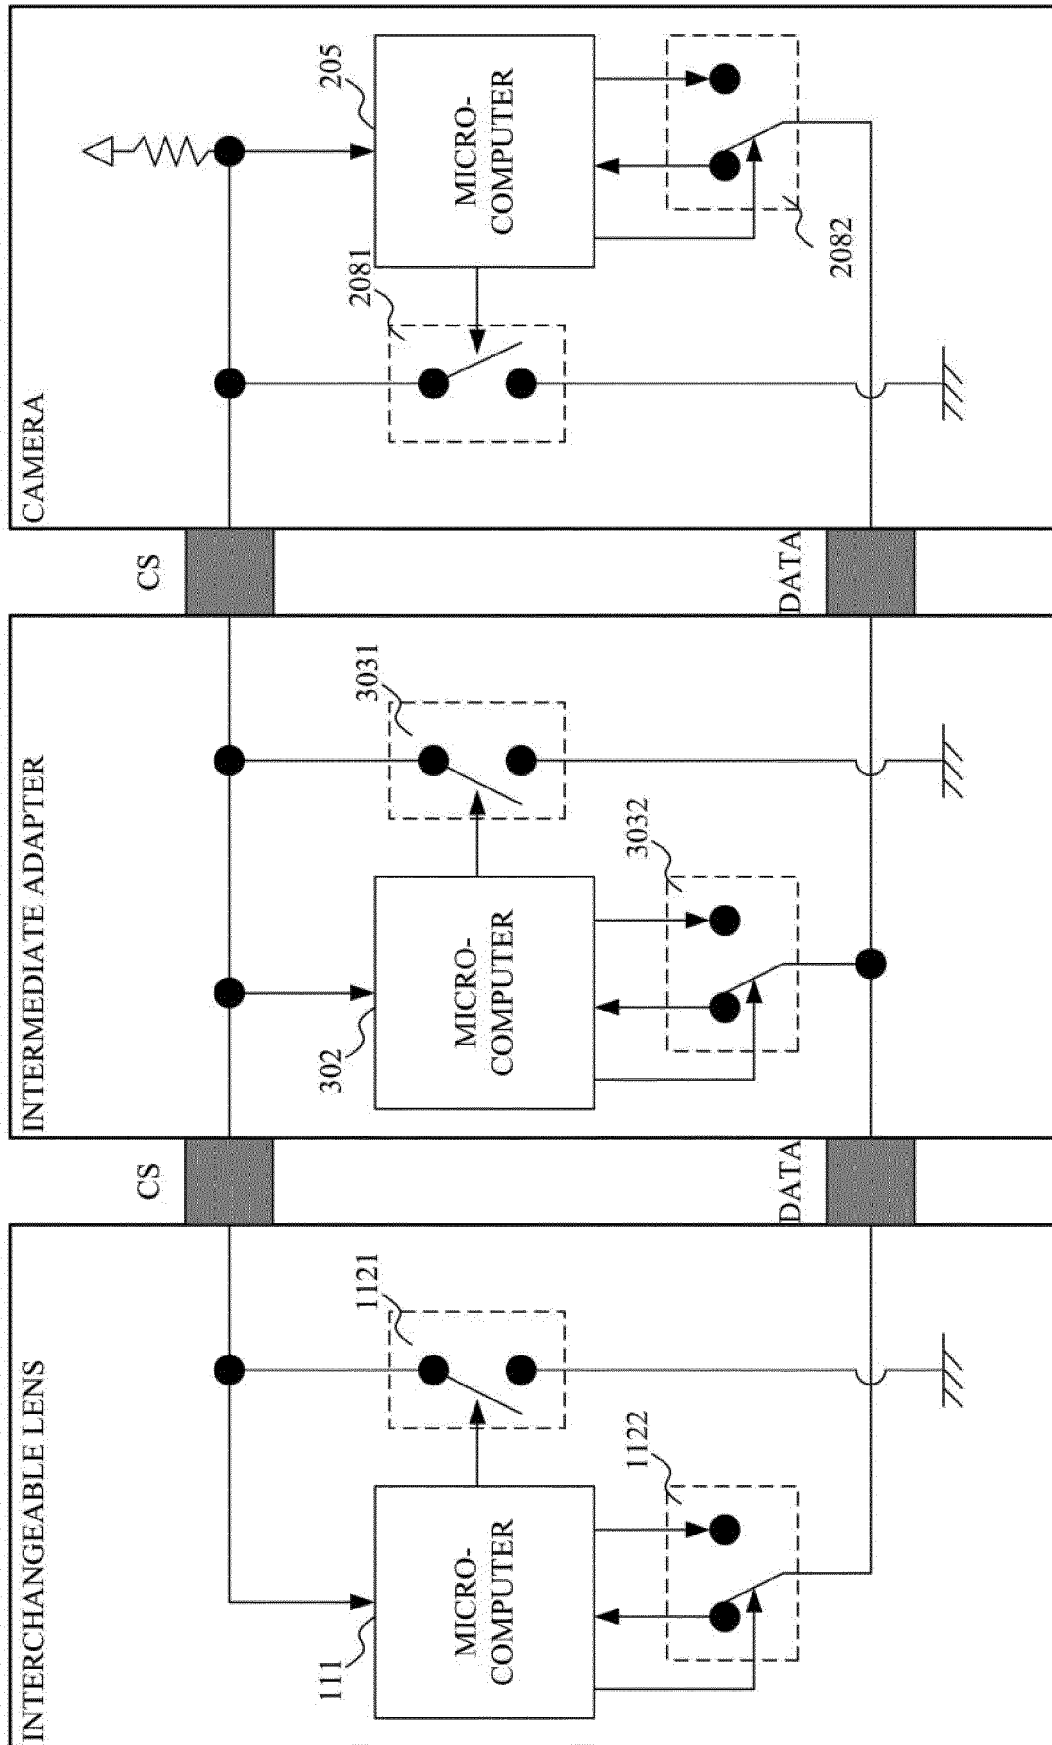 INTERCHANGEABLE LENS
111
MICRO-
COMPUTER
1121
1122
CS
DATA
INTERMEDIATE ADAPTER
302
MICRO-
COMPUTER
3031
3032
CS
DATA
CAMERA
2081
205
MICRO-
COMPUTER
2082